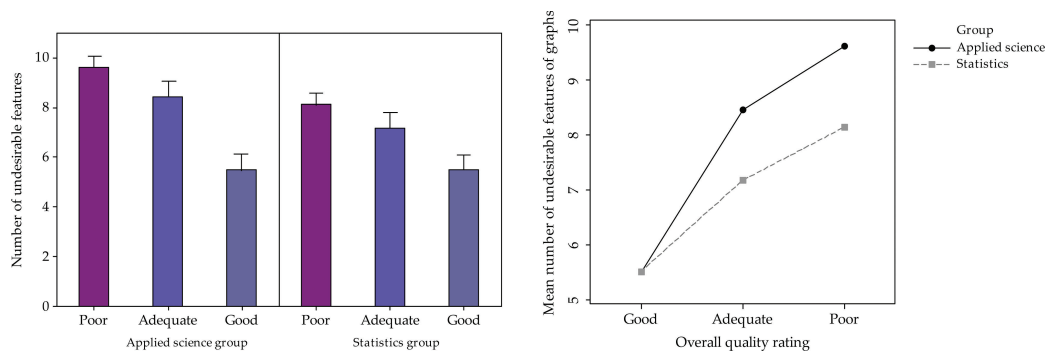 Number of undesirable features
10
8
6
4
2
0
Poor Adequate Good Poor Adequate Good
Applied science group Statistics group
Mean number of undesirable features of graphs
10
9
8
7
6
5
Good Adequate Poor
Overall quality rating
Group
Applied science
Statistics